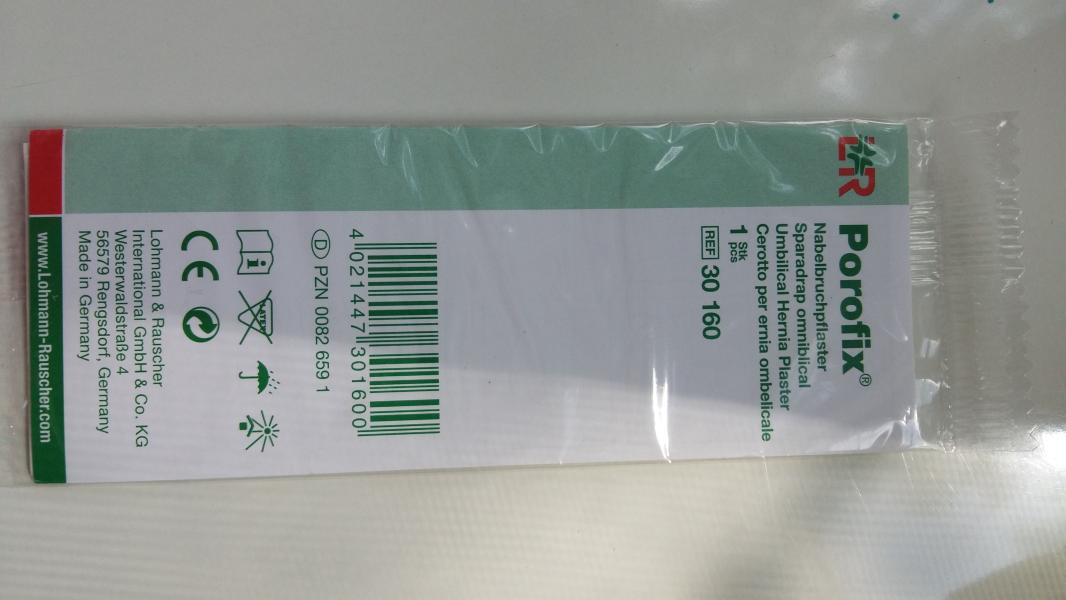 L&R
Porofix®
Nabelbruchpflaster
Sparadrap omniblical
Umbilical Hernia Plaster
Cerotto per ernia ombelicale
1 Stk
pcs
REF 30 160
4 021447 301600
D PZN 0082 659 1
LATEX
CE
Lohmann & Rauscher
International GmbH & Co. KG
Westerwaldstraße 4
56579 Rengsdorf, Germany
Made in Germany
www.Lohmann-Rauscher.com